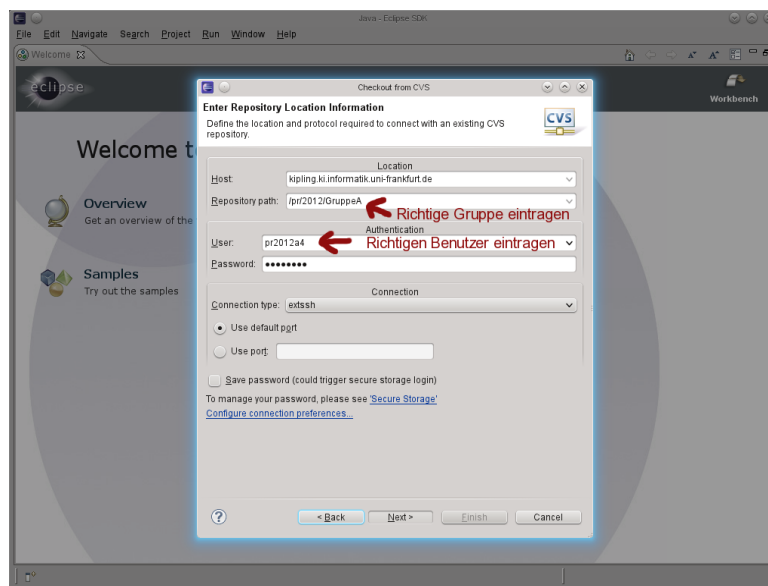 Java - Eclipse SDK
File Edit Navigate Search Project Run Window Help
Welcome
eclipse
Workbench
Welcome t
Overview
Get an overview of the
Samples
Try out the samples
Checkout from CVS
Enter Repository Location Information
Define the location and protocol required to connect with an existing CVS
repository.
CVS
Location
Host: kipling.ki.informatik.uni-frankfurt.de
Repository path: /pr/2012/GruppeA
Richtige Gruppe eintragen
Authentication
User: pr2012a4 Richtigen Benutzer eintragen
Password: ●●●●●●●●
Connection
Connection type: extssh
Use default port
Use port:
Save password (could trigger secure storage login)
To manage your password, please see 'Secure Storage'
Configure connection preferences...
? < Back Next > Finish Cancel